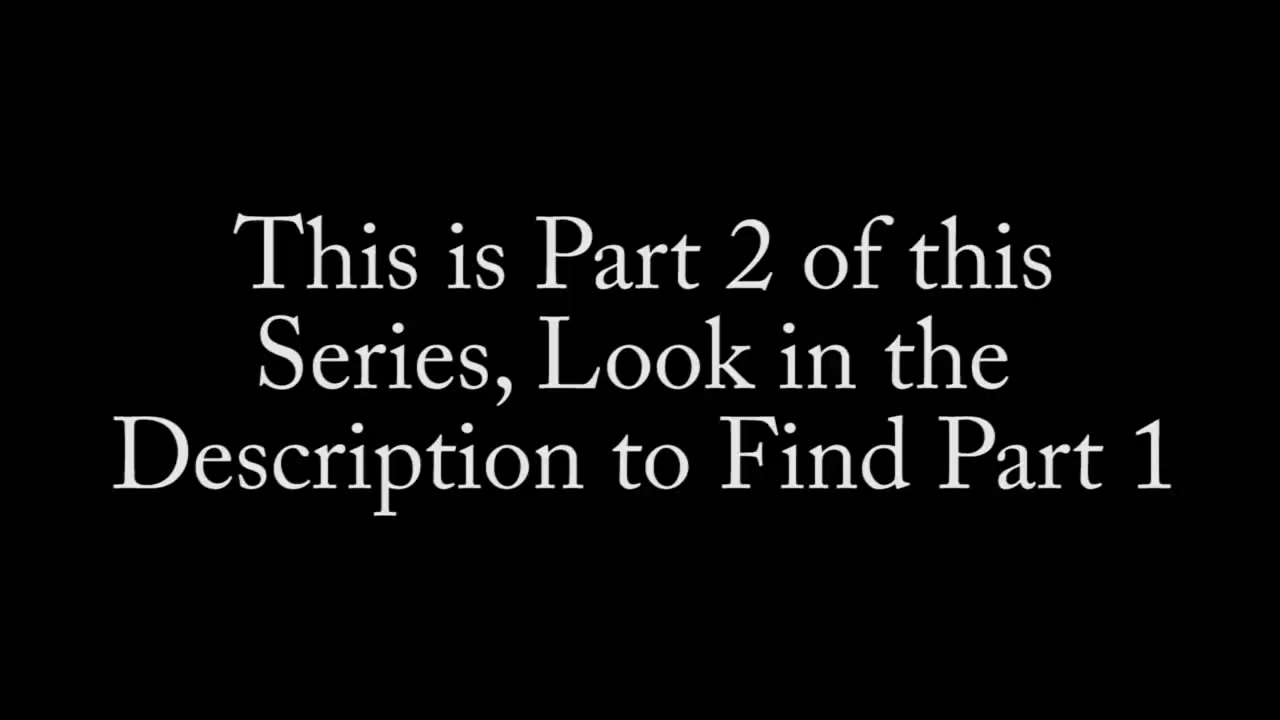 This is Part 2 of this
Series, Look in the
Description to Find Part 1